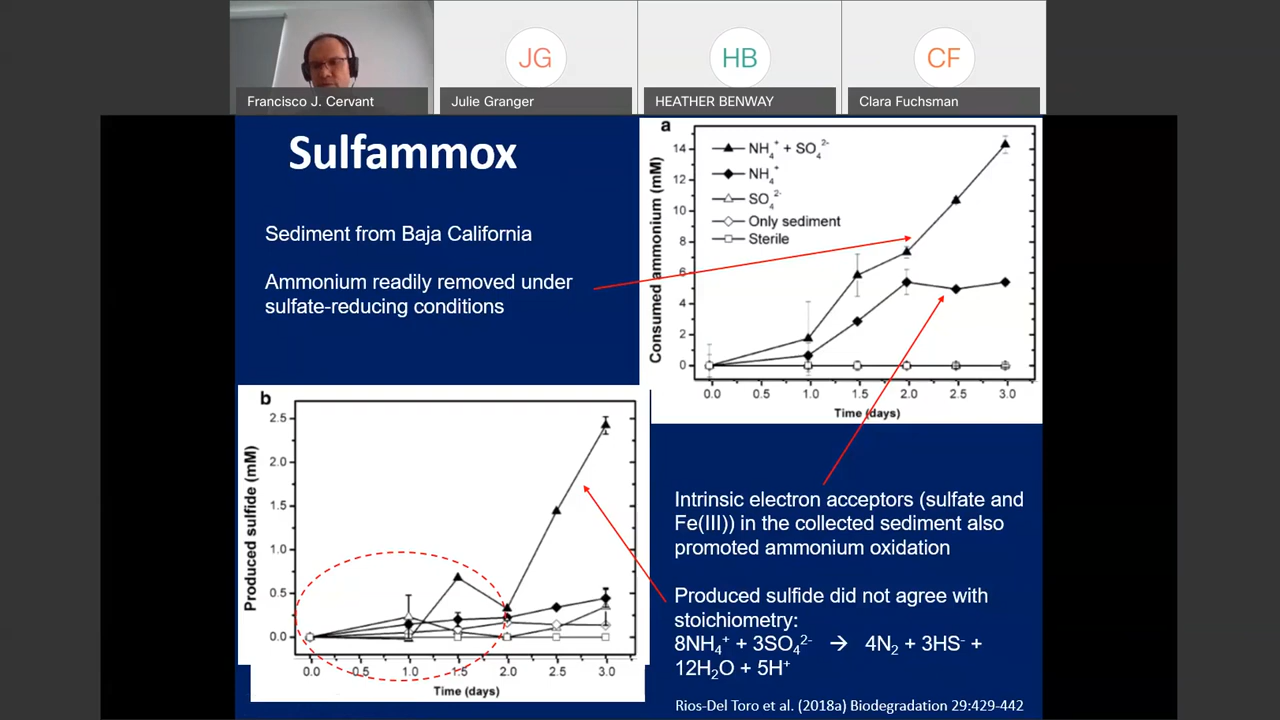 JG
HB
CF
Francisco J. Cervant
Julie Granger
HEATHER BENWAY
Clara Fuchsman
Sulfammox
Sediment from Baja California
Ammonium readily removed under
sulfate-reducing conditions
a
Consumed ammonium (mM)
14
12
10
8
6
4
2
0
NH₄⁺ + SO₄²⁻
NH₄⁺
SO₄²⁻
Only sediment
Sterile
0.0 0.5 1.0 1.5 2.0 2.5 3.0
Time (days)
b
Produced sulfide (mM)
2.5
2.0
1.5
1.0
0.5
0.0
0.0 0.5 1.0 1.5 2.0 2.5 3.0
Time (days)
Intrinsic electron acceptors (sulfate and
Fe(III)) in the collected sediment also
promoted ammonium oxidation
Produced sulfide did not agree with
stoichiometry:
8NH₄⁺ + 3SO₄²⁻ → 4N₂ + 3HS⁻ +
12H₂O + 5H⁺
Rios-Del Toro et al. (2018a) Biodegradation 29:429-442